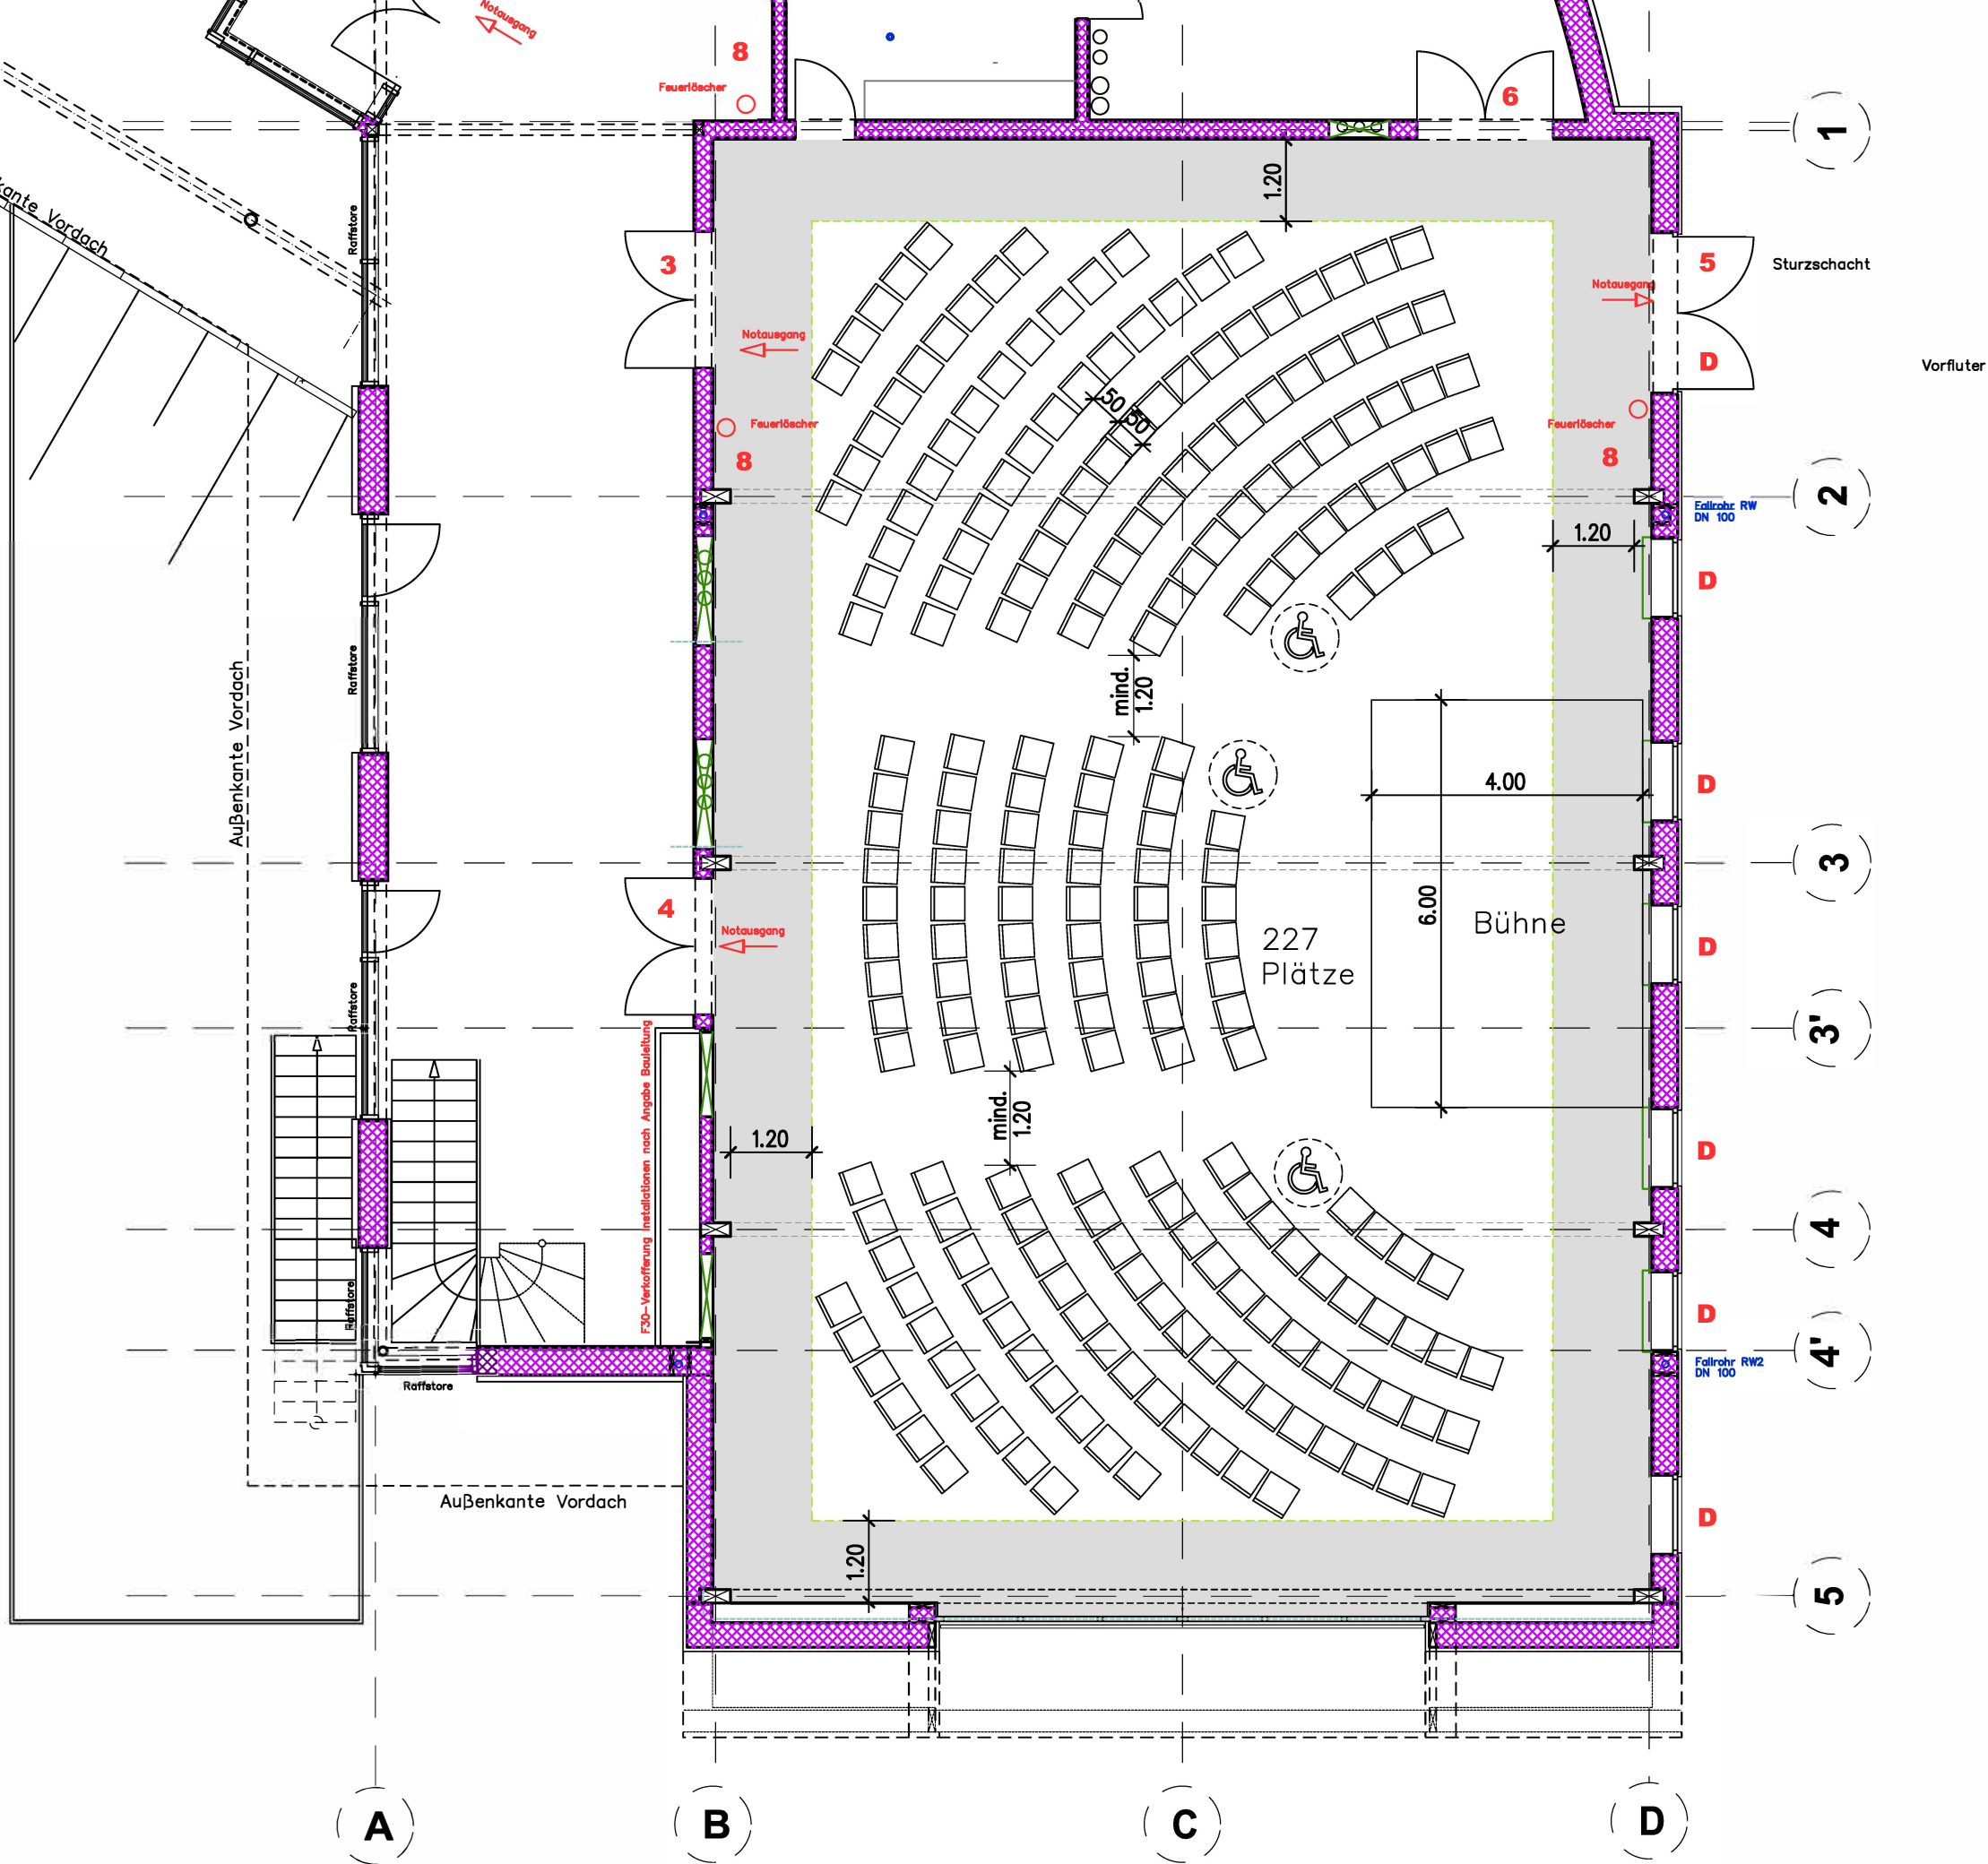 Notausgang
8
Feuerlöscher
6
1
kante Vordach
Raffstore
1.20
3
5
Sturzschacht
Notausgang
Notausgang
D
Vorfluter
50
50
Feuerlöscher
8
Feuerlöscher
8
2
Fallrohr RW
DN 100
1.20
D
Raffstore
Außenkante Vordach
mind.
1.20
4.00
D
3
6.00
Bühne
4
Notausgang
227
Plätze
D
Raffstore
F30-Verkofferung Installationen nach Angabe Bauleitung
3'
mind.
1.20
1.20
D
4
Raffstore
D
4'
Fallrohr RW2
DN 100
Raffstore
Außenkante Vordach
D
1.20
5
A
B
C
D